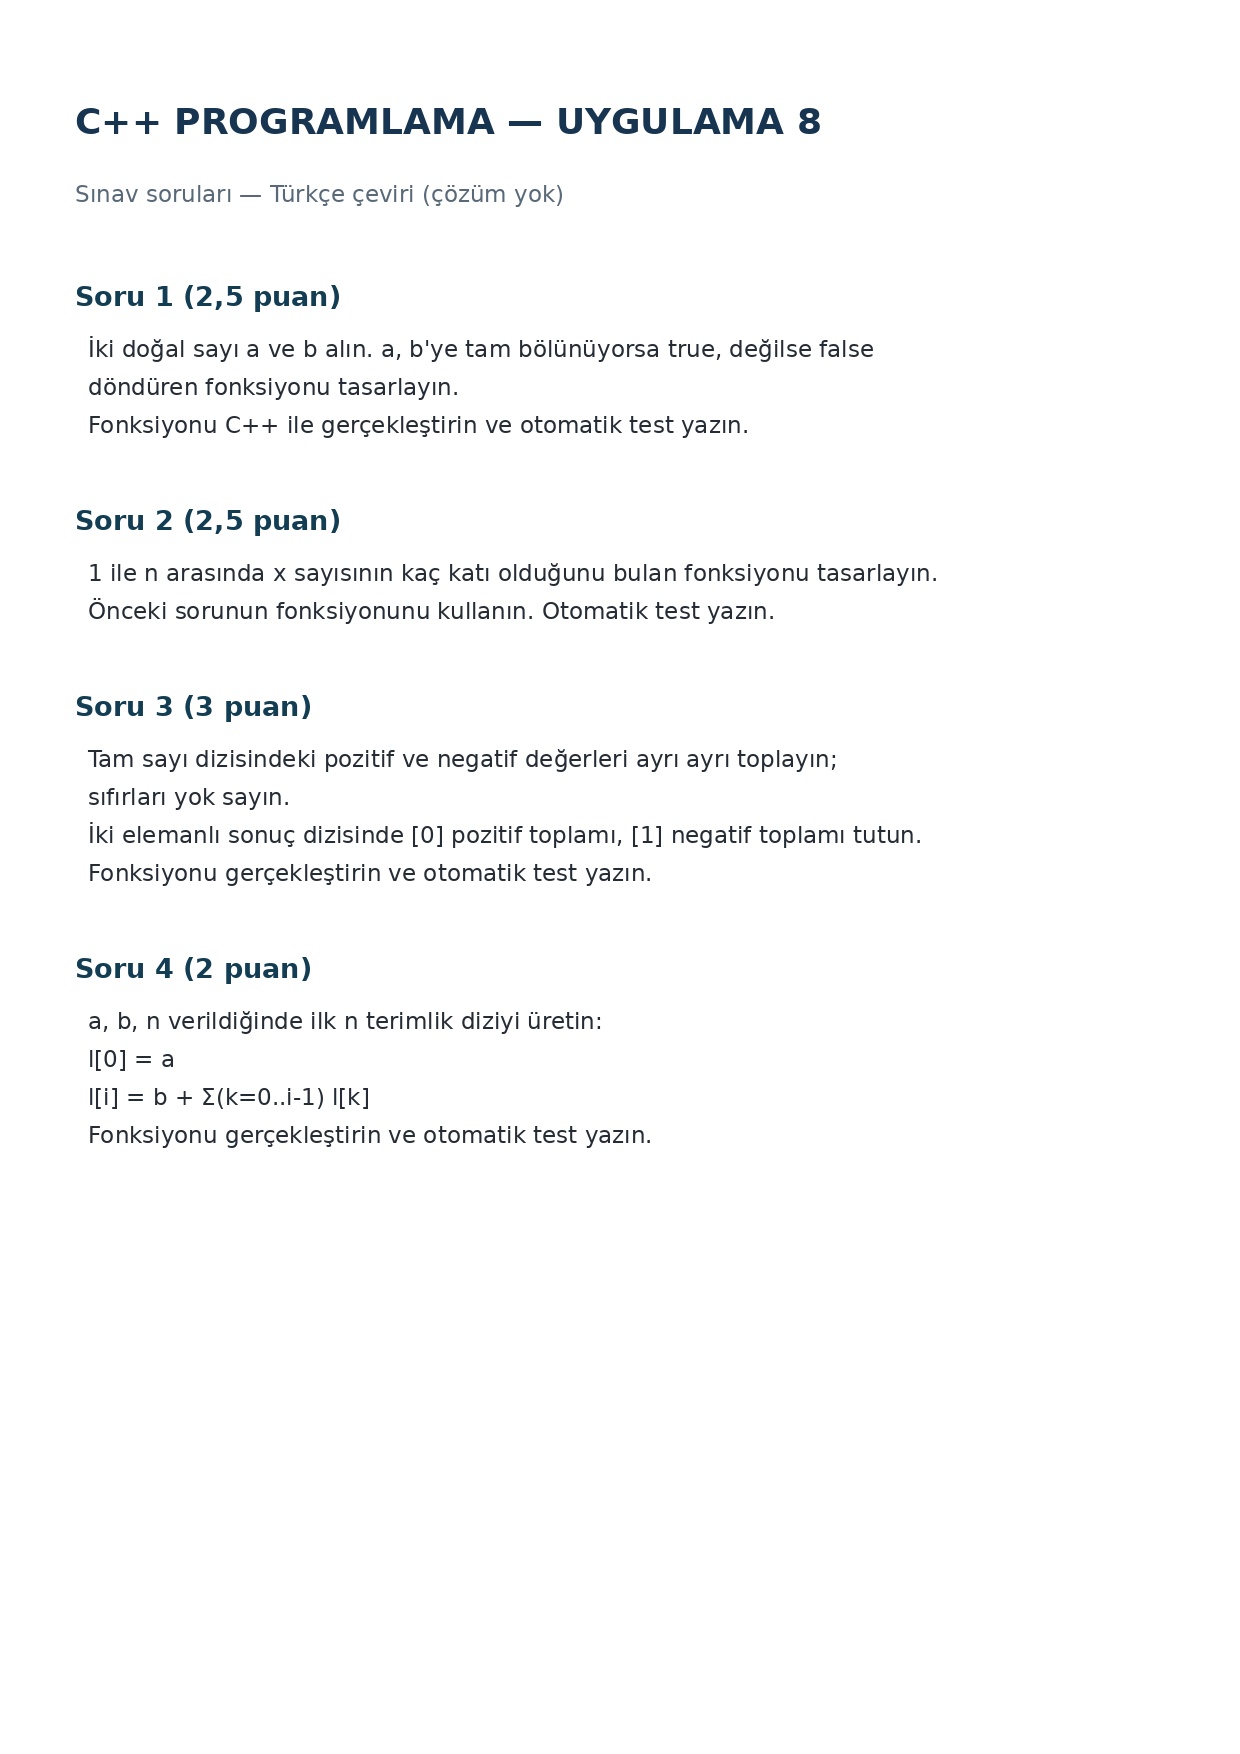 C++ PROGRAMLAMA — UYGULAMA 8
Sınav soruları — Türkçe çeviri (çözüm yok)
Soru 1 (2,5 puan)
İki doğal sayı a ve b alın. a, b'ye tam bölünüyorsa true, değilse false
döndüren fonksiyonu tasarlayın.
Fonksiyonu C++ ile gerçekleştirin ve otomatik test yazın.
Soru 2 (2,5 puan)
1 ile n arasında x sayısının kaç katı olduğunu bulan fonksiyonu tasarlayın.
Önceki sorunun fonksiyonunu kullanın. Otomatik test yazın.
Soru 3 (3 puan)
Tam sayı dizisindeki pozitif ve negatif değerleri ayrı ayrı toplayın;
sıfırları yok sayın.
İki elemanlı sonuç dizisinde [0] pozitif toplamı, [1] negatif toplamı tutun.
Fonksiyonu gerçekleştirin ve otomatik test yazın.
Soru 4 (2 puan)
a, b, n verildiğinde ilk n terimlik diziyi üretin:
l[0] = a
l[i] = b + Σ(k=0..i-1) l[k]
Fonksiyonu gerçekleştirin ve otomatik test yazın.